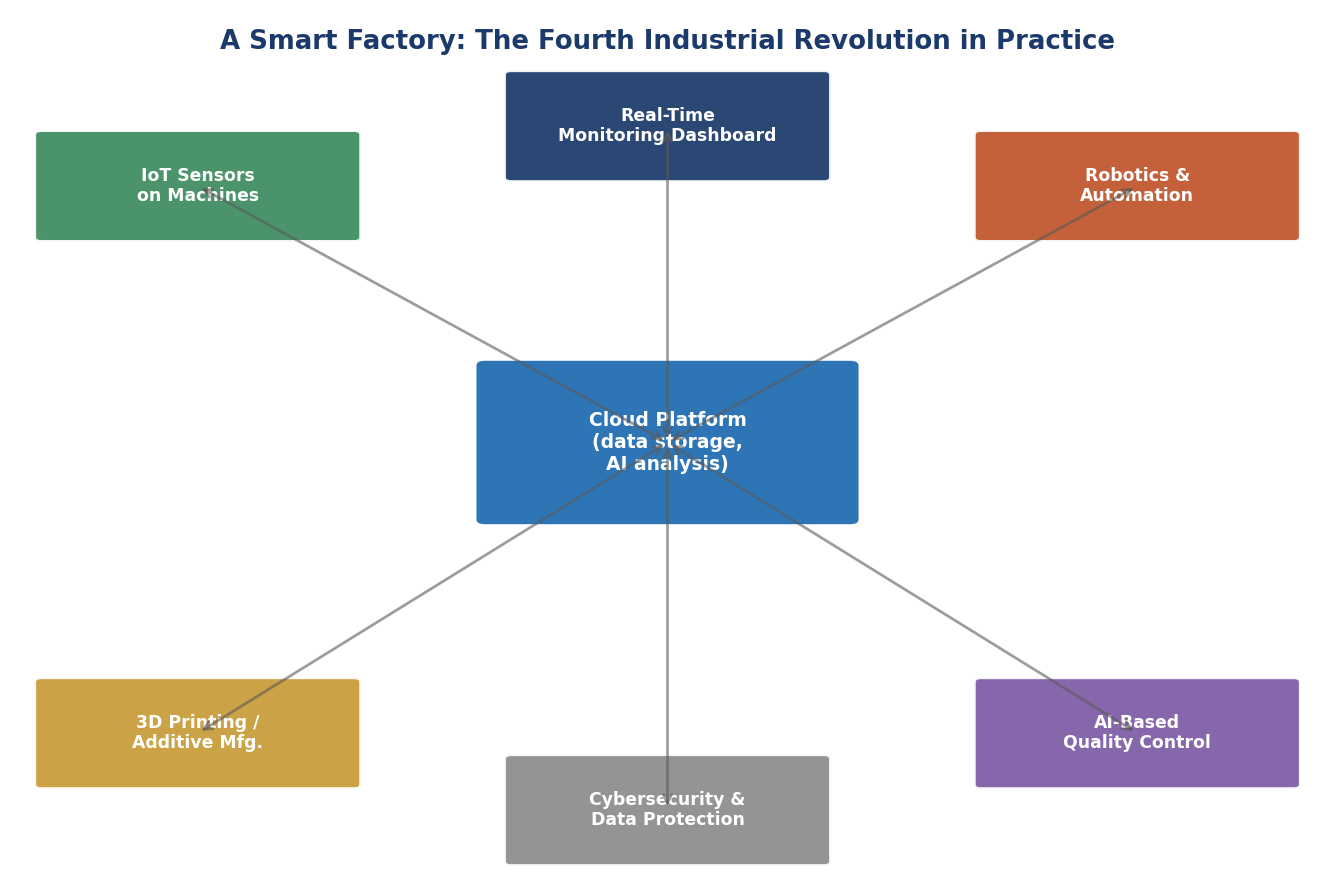 A Smart Factory: The Fourth Industrial Revolution in Practice
Real-Time
Monitoring Dashboard
IoT Sensors
on Machines
Robotics &
Automation
Cloud Platform
(data storage,
AI analysis)
3D Printing /
Additive Mfg.
AI-Based
Quality Control
Cybersecurity &
Data Protection